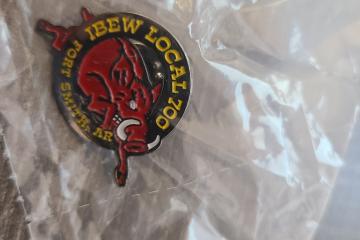 IBEW LOCAL 700
FORT SMITH, AR